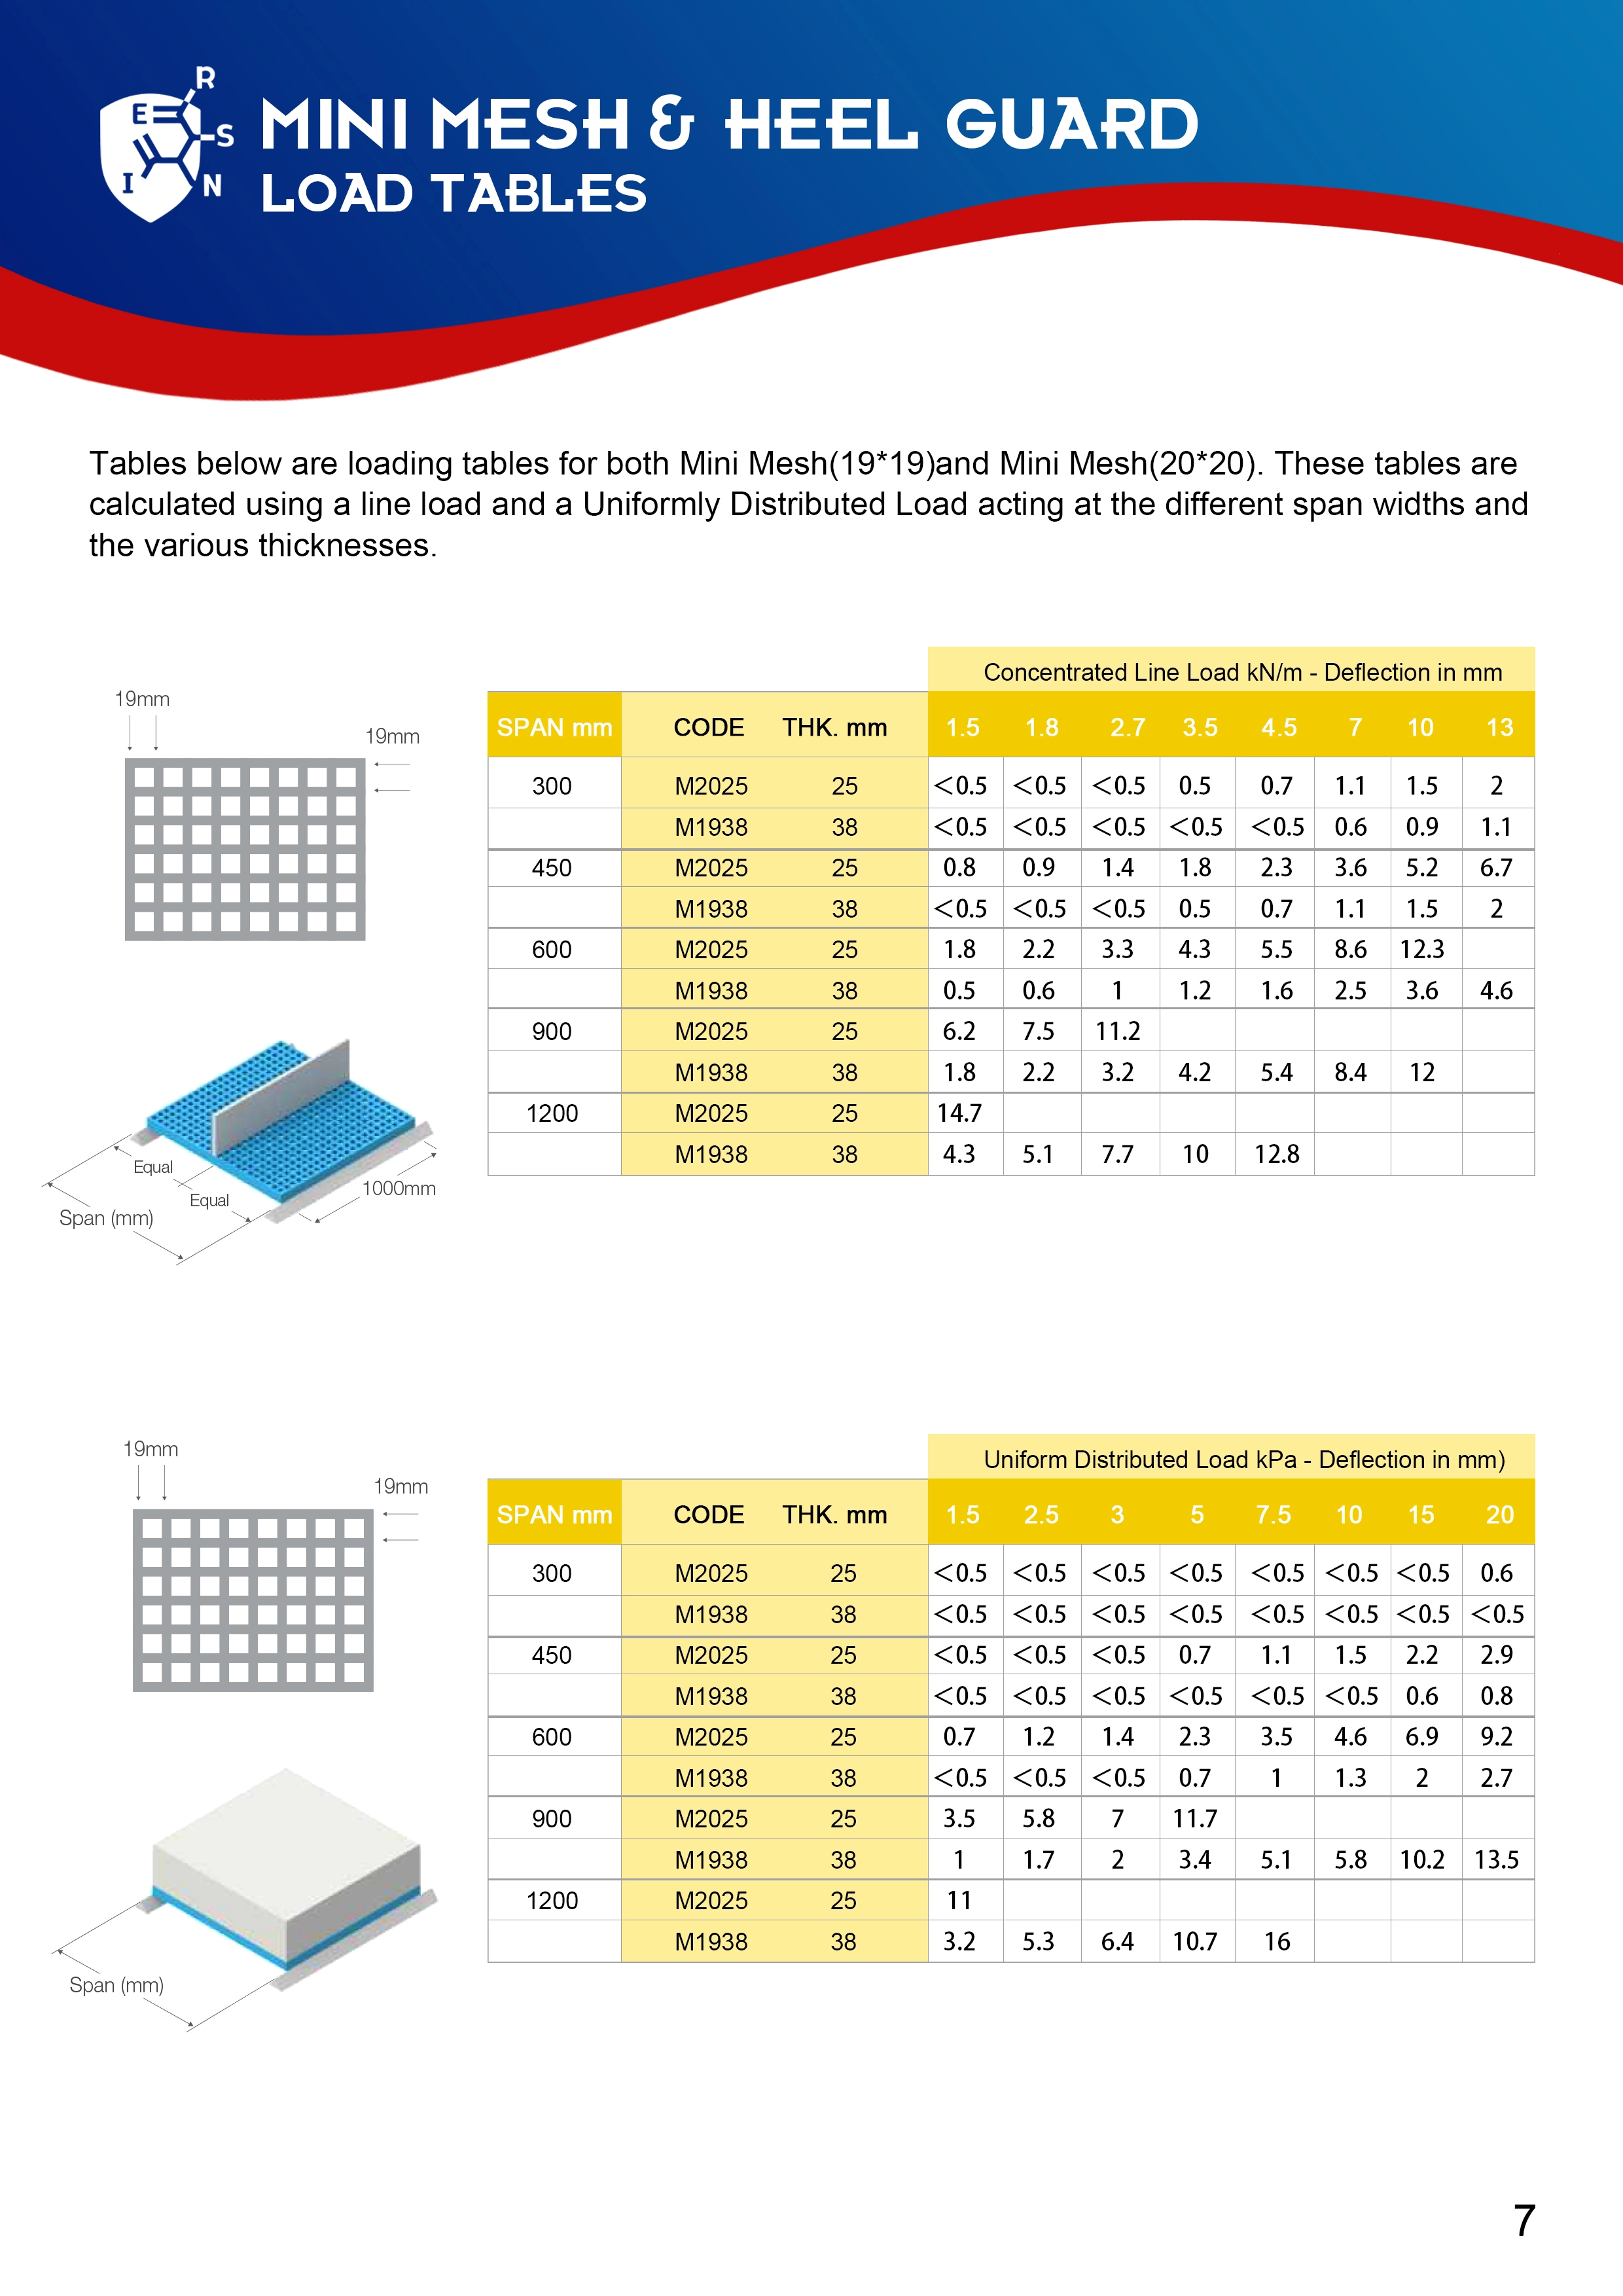 R
E
S
I
N
MINI MESH & HEEL GUARD
LOAD TABLES
Tables below are loading tables for both Mini Mesh(19*19)and Mini Mesh(20*20). These tables are
calculated using a line load and a Uniformly Distributed Load acting at the different span widths and
the various thicknesses.
19mm
19mm
Equal
Equal
1000mm
Span (mm)
Concentrated Line Load kN/m - Deflection in mm
SPAN mm CODE THK. mm 1.5 1.8 2.7 3.5 4.5 7 10 13
300 M2025 25 <0.5 <0.5 <0.5 0.5 0.7 1.1 1.5 2
M1938 38 <0.5 <0.5 <0.5 <0.5 <0.5 0.6 0.9 1.1
450 M2025 25 0.8 0.9 1.4 1.8 2.3 3.6 5.2 6.7
M1938 38 <0.5 <0.5 <0.5 0.5 0.7 1.1 1.5 2
600 M2025 25 1.8 2.2 3.3 4.3 5.5 8.6 12.3
M1938 38 0.5 0.6 1 1.2 1.6 2.5 3.6 4.6
900 M2025 25 6.2 7.5 11.2
M1938 38 1.8 2.2 3.2 4.2 5.4 8.4 12
1200 M2025 25 14.7
M1938 38 4.3 5.1 7.7 10 12.8
19mm
19mm
Span (mm)
Uniform Distributed Load kPa - Deflection in mm)
SPAN mm CODE THK. mm 1.5 2.5 3 5 7.5 10 15 20
300 M2025 25 <0.5 <0.5 <0.5 <0.5 <0.5 <0.5 <0.5 0.6
M1938 38 <0.5 <0.5 <0.5 <0.5 <0.5 <0.5 <0.5 <0.5
450 M2025 25 <0.5 <0.5 <0.5 0.7 1.1 1.5 2.2 2.9
M1938 38 <0.5 <0.5 <0.5 <0.5 <0.5 <0.5 0.6 0.8
600 M2025 25 0.7 1.2 1.4 2.3 3.5 4.6 6.9 9.2
M1938 38 <0.5 <0.5 <0.5 0.7 1 1.3 2 2.7
900 M2025 25 3.5 5.8 7 11.7
M1938 38 1 1.7 2 3.4 5.1 5.8 10.2 13.5
1200 M2025 25 11
M1938 38 3.2 5.3 6.4 10.7 16
7